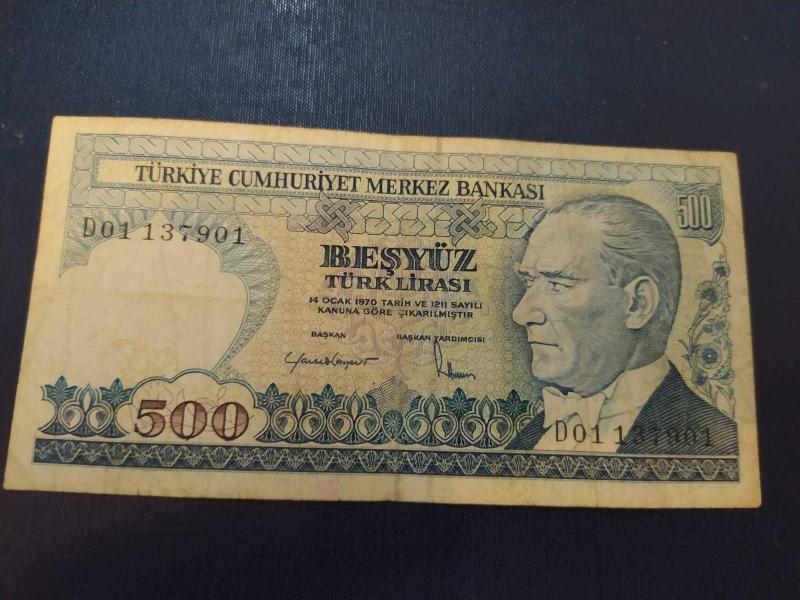 TÜRKİYE CUMHURİYET MERKEZ BANKASI
500
D01 137901
BEŞYÜZ
TÜRK LİRASI
14 OCAK 1970 TARİH VE 1211 SAYILI
KANUNA GÖRE ÇIKARILMIŞTIR
BAŞKAN BAŞKAN YARDIMCISI
500
D01 137901